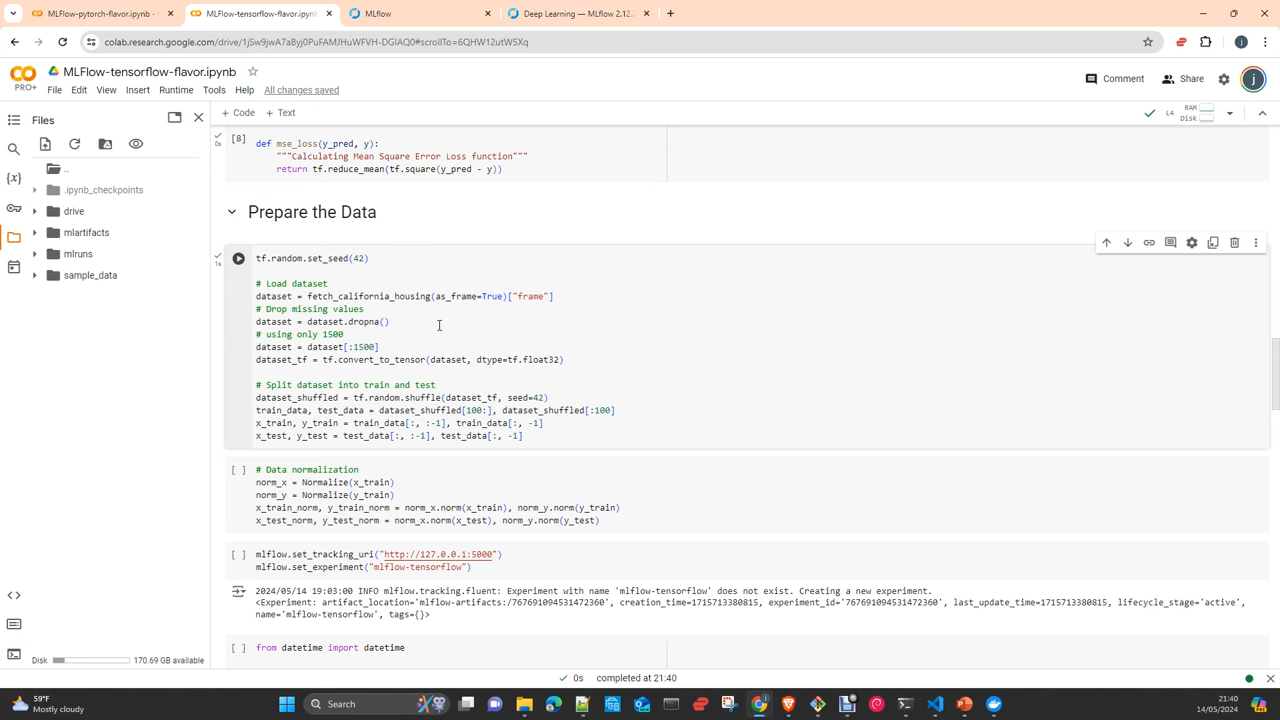 MLFlow-pytorch-flavor.ipynb -
MLFlow-tensorflow-flavor.ipynb
MLflow
Deep Learning — MLflow 2.12.
colab.research.google.com/drive/1jSw9jwA7aByj0PuFAMJHuWFVH-DGIAQ0#scrollTo=6QHW12utW5Xq
MLFlow-tensorflow-flavor.ipynb
PRO+
File Edit View Insert Runtime Tools Help All changes saved
Comment
Share
j
Files
+ Code + Text
RAM
Disk
L4
..
.ipynb_checkpoints
drive
mlartifacts
mlruns
sample_data
[8]
0s
def mse_loss(y_pred, y):
"""Calculating Mean Square Error Loss function"""
return tf.reduce_mean(tf.square(y_pred - y))
Prepare the Data
1s
tf.random.set_seed(42)
# Load dataset
dataset = fetch_california_housing(as_frame=True)["frame"]
# Drop missing values
dataset = dataset.dropna()
# using only 1500
dataset = dataset[:1500]
dataset_tf = tf.convert_to_tensor(dataset, dtype=tf.float32)
# Split dataset into train and test
dataset_shuffled = tf.random.shuffle(dataset_tf, seed=42)
train_data, test_data = dataset_shuffled[100:], dataset_shuffled[:100]
x_train, y_train = train_data[:, :-1], train_data[:, -1]
x_test, y_test = test_data[:, :-1], test_data[:, -1]
[ ] # Data normalization
norm_x = Normalize(x_train)
norm_y = Normalize(y_train)
x_train_norm, y_train_norm = norm_x.norm(x_train), norm_y.norm(y_train)
x_test_norm, y_test_norm = norm_x.norm(x_test), norm_y.norm(y_test)
[ ] mlflow.set_tracking_uri("http://127.0.0.1:5000")
mlflow.set_experiment("mlflow-tensorflow")
2024/05/14 19:03:00 INFO mlflow.tracking.fluent: Experiment with name 'mlflow-tensorflow' does not exist. Creating a new experiment.
<Experiment: artifact_location='mlflow-artifacts:/767691094531472360', creation_time=1715713380815, experiment_id='767691094531472360', last_update_time=1715713380815, lifecycle_stage='active',
name='mlflow-tensorflow', tags={}>
[ ] from datetime import datetime
Disk 170.69 GB available
0s completed at 21:40
59°F
Mostly cloudy
Search
21:40
14/05/2024